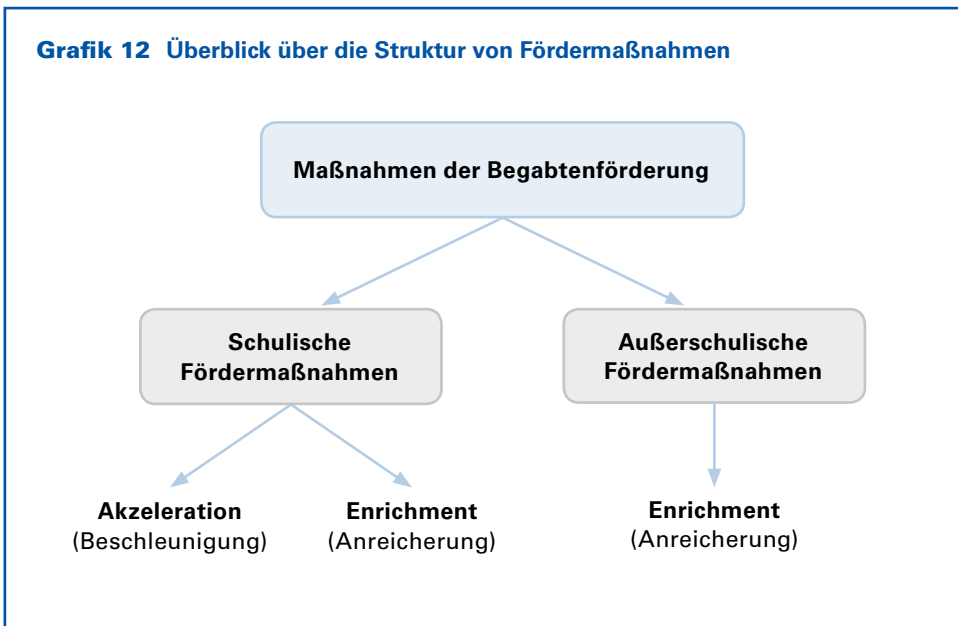 Grafik 12 Überblick über die Struktur von Fördermaßnahmen
Maßnahmen der Begabtenförderung
Schulische
Fördermaßnahmen
Außerschulische
Fördermaßnahmen
Akzeleration
(Beschleunigung)
Enrichment
(Anreicherung)
Enrichment
(Anreicherung)